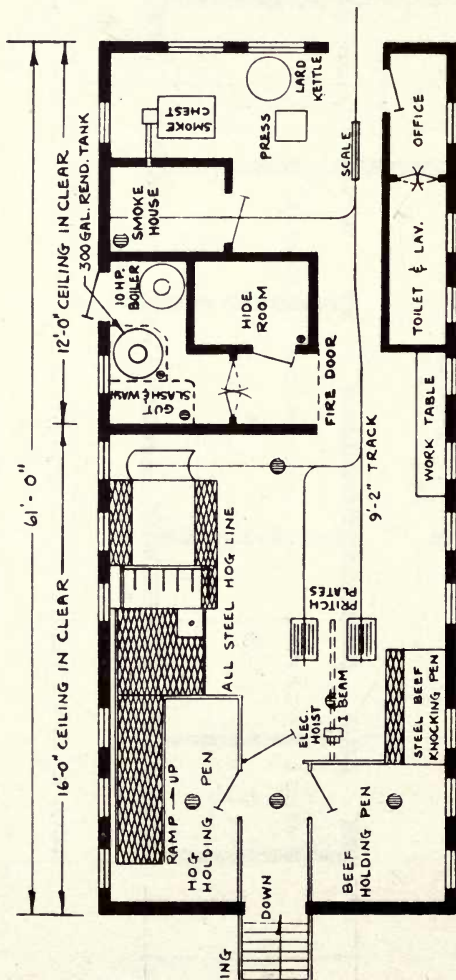 61'-0"
16'-0" CEILING IN CLEAR
12'-0" CEILING IN CLEAR
300 GAL. REND. TANK
RAMP → UP
HOG
HOLDING PEN
ALL STEEL HOG LINE
GUT
SLASH & WASH
10 HP.
BOILER
SMOKE
HOUSE
SMOKE
CHEST
LARD
KETTLE
PRESS
HIDE
ROOM
FIRE DOOR
SCALE
DOWN
ELEC.
HOIST
I BEAM
PRITCH
PLATES
9'-2" TRACK
BEEF
HOLDING PEN
STEEL BEEF
KNOCKING PEN
WORK TABLE
TOILET & LAV.
OFFICE